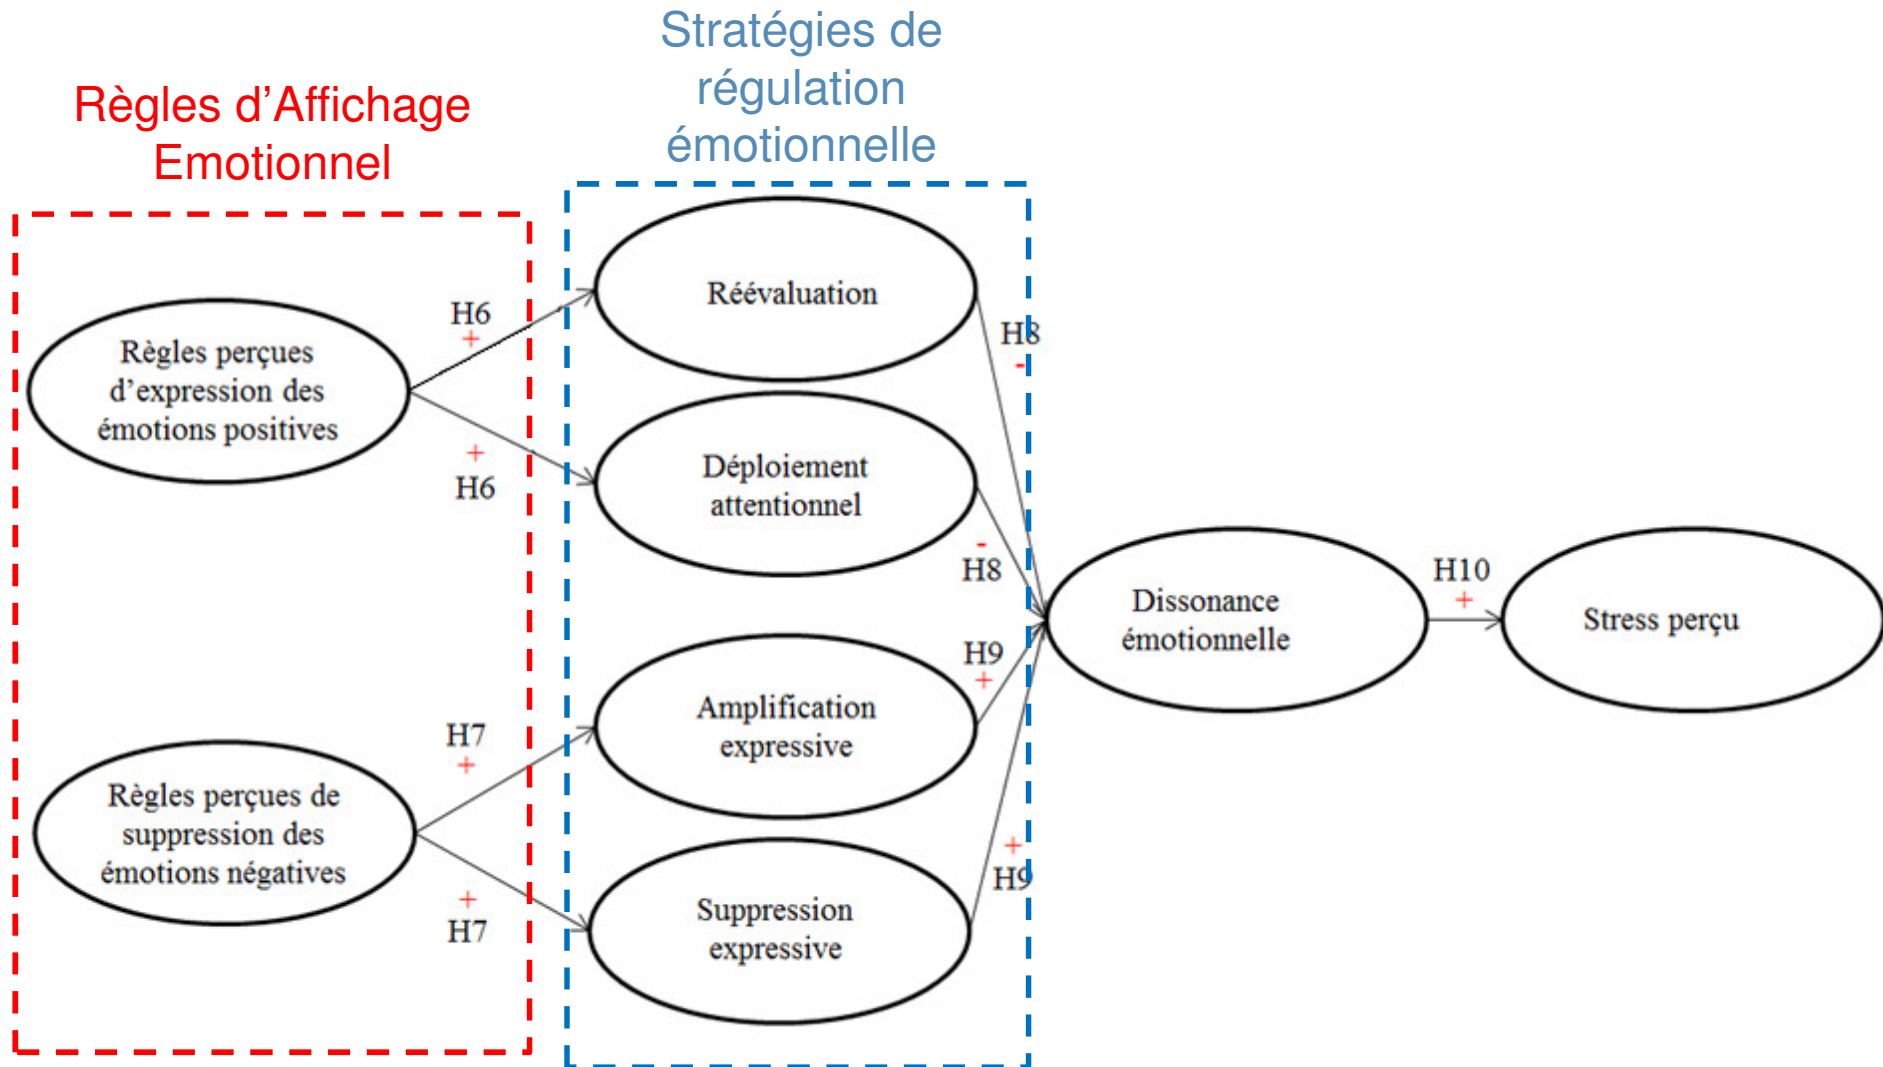 Stratégies de
régulation
émotionnelle
Règles d'Affichage
Emotionnel
Règles perçues
d'expression des
émotions positives
H6
+
+
H6
Réévaluation
H8
-
Déploiement
attentionnel
-
H8
Règles perçues de
suppression des
émotions négatives
H7
+
+
H7
Amplification
expressive
H9
+
Suppression
expressive
+
H9
Dissonance
émotionnelle
H10
+
Stress perçu